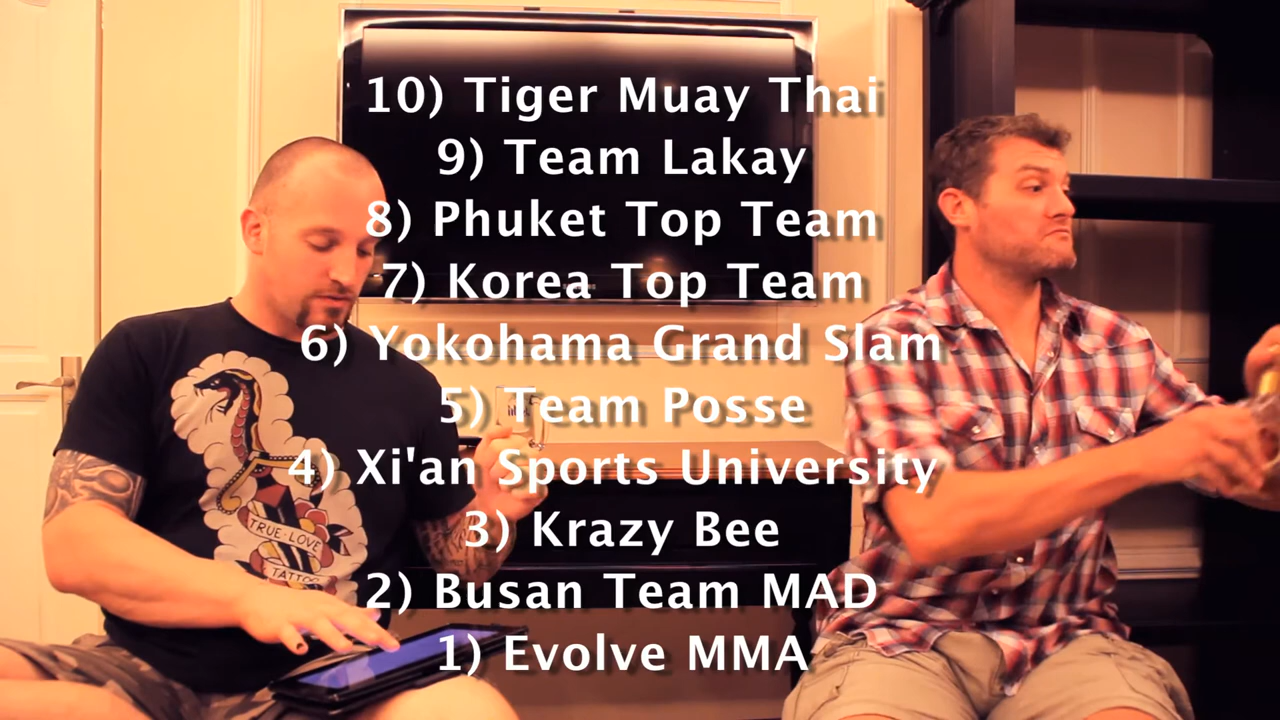 10) Tiger Muay Thai
9) Team Lakay
8) Phuket Top Team
7) Korea Top Team
6) Yokohama Grand Slam
5) Team Posse
4) Xi'an Sports University
3) Krazy Bee
2) Busan Team MAD
1) Evolve MMA
TRUE-LOVE
TATTOO